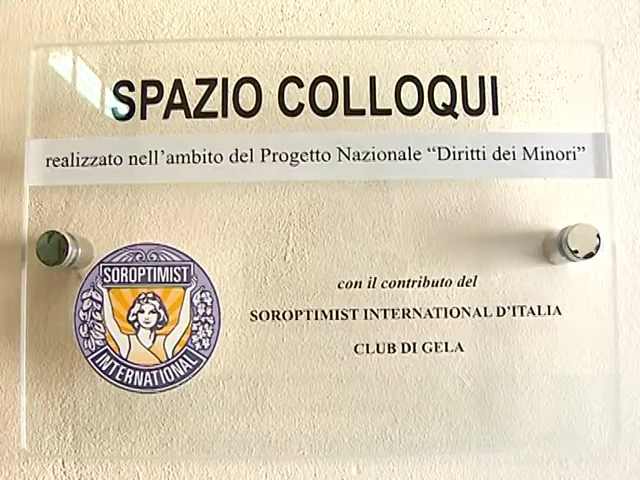 SPAZIO COLLOQUI
realizzato nell'ambito del Progetto Nazionale “Diritti dei Minori”
SOROPTIMIST
INTERNATIONAL
con il contributo del
SOROPTIMIST INTERNATIONAL D'ITALIA
CLUB DI GELA